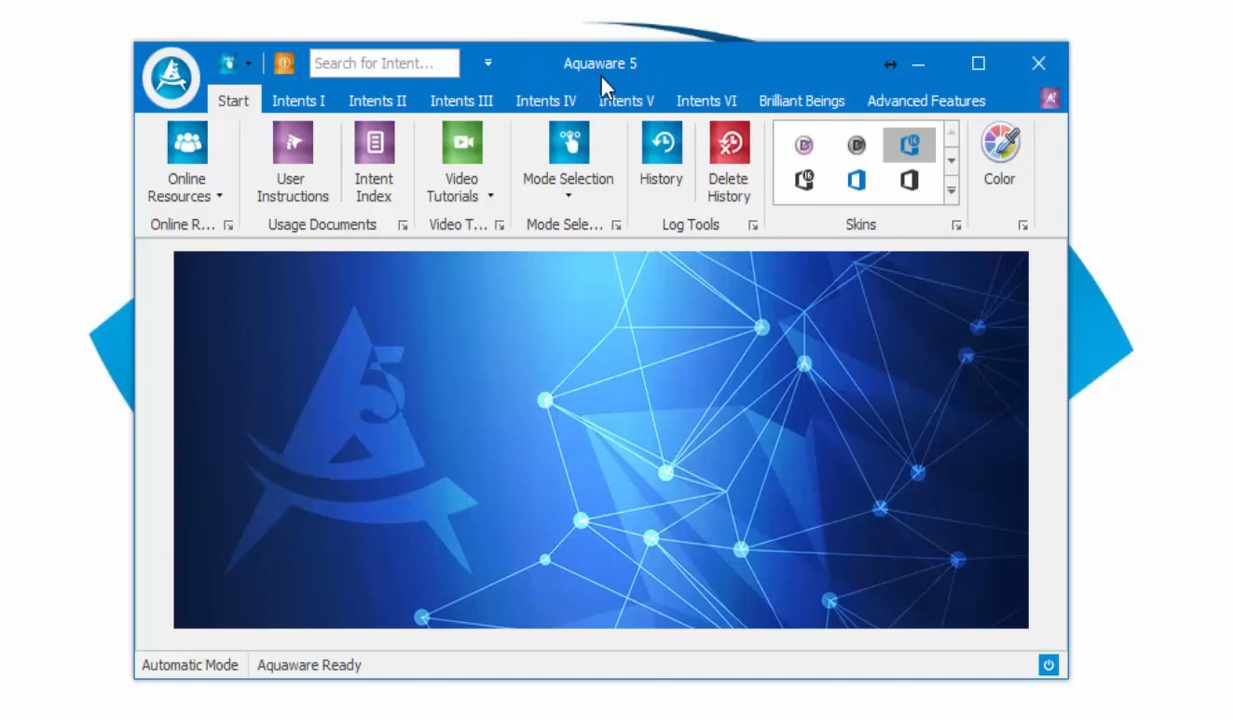 Search for Intent...
Aquaware 5
Start
Intents I
Intents II
Intents III
Intents IV
Intents V
Intents VI
Brilliant Beings
Advanced Features
Online
Resources
User
Instructions
Intent
Index
Video
Tutorials
Mode Selection
History
Delete
History
Color
Online R...
Usage Documents
Video T...
Mode Sele...
Log Tools
Skins
5
Automatic Mode
Aquaware Ready